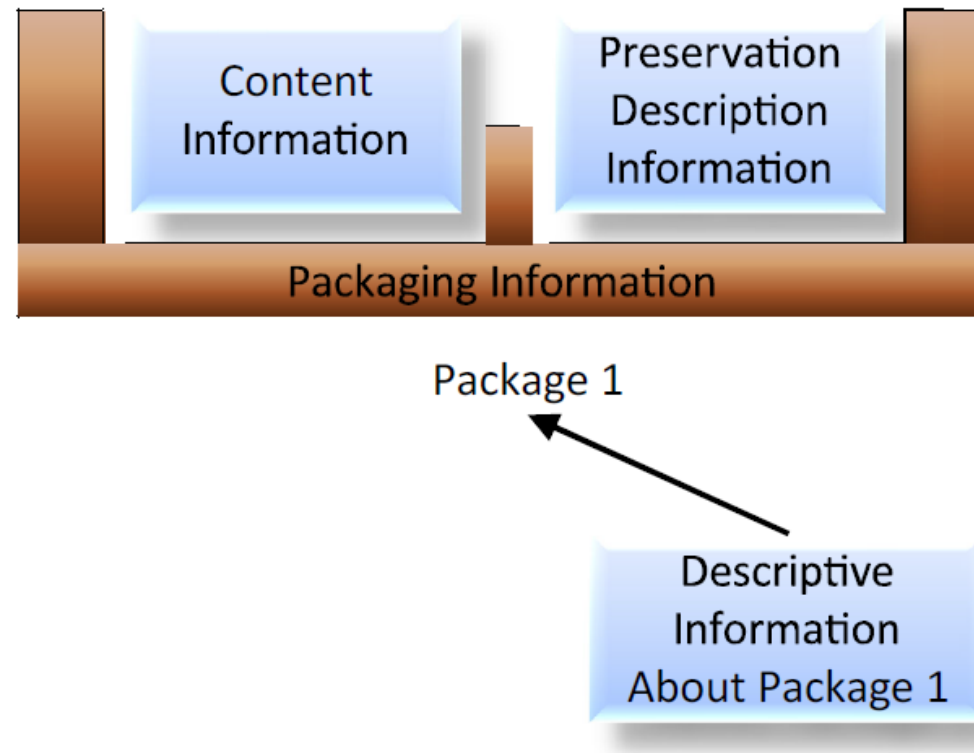 Content
Information
Preservation
Description
Information
Packaging Information
Package 1
Descriptive
Information
About Package 1